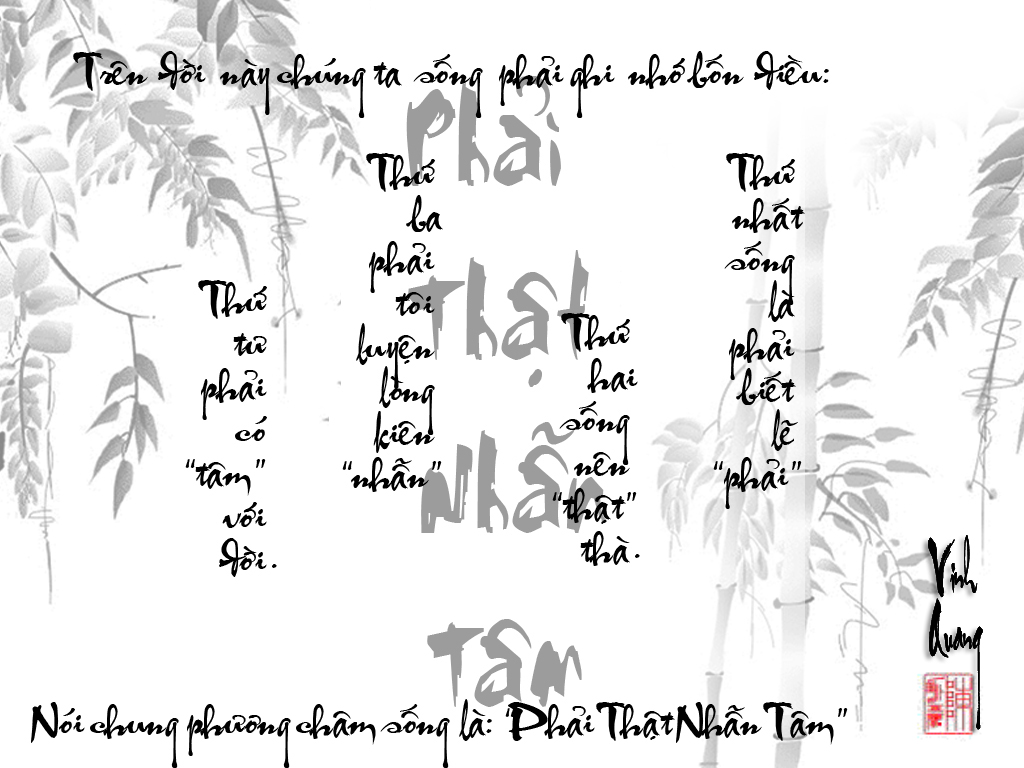 Trên đời này chúng ta sống phải ghi nhớ bốn điều:
Thứ
nhất
sống
là
phải
biết
lẽ
“phải”
Thứ
hai
sống
nên
“thật”
thà.
Thứ
ba
phải
tôi
luyện
lòng
kiên
“nhẫn”
Thứ
tư
phải
có
“tâm”
với
đời.
Phải
Thật
Nhẫn
Tâm
Nói chung phương châm sống là: “Phải Thật Nhẫn Tâm”
Vinh
Quang